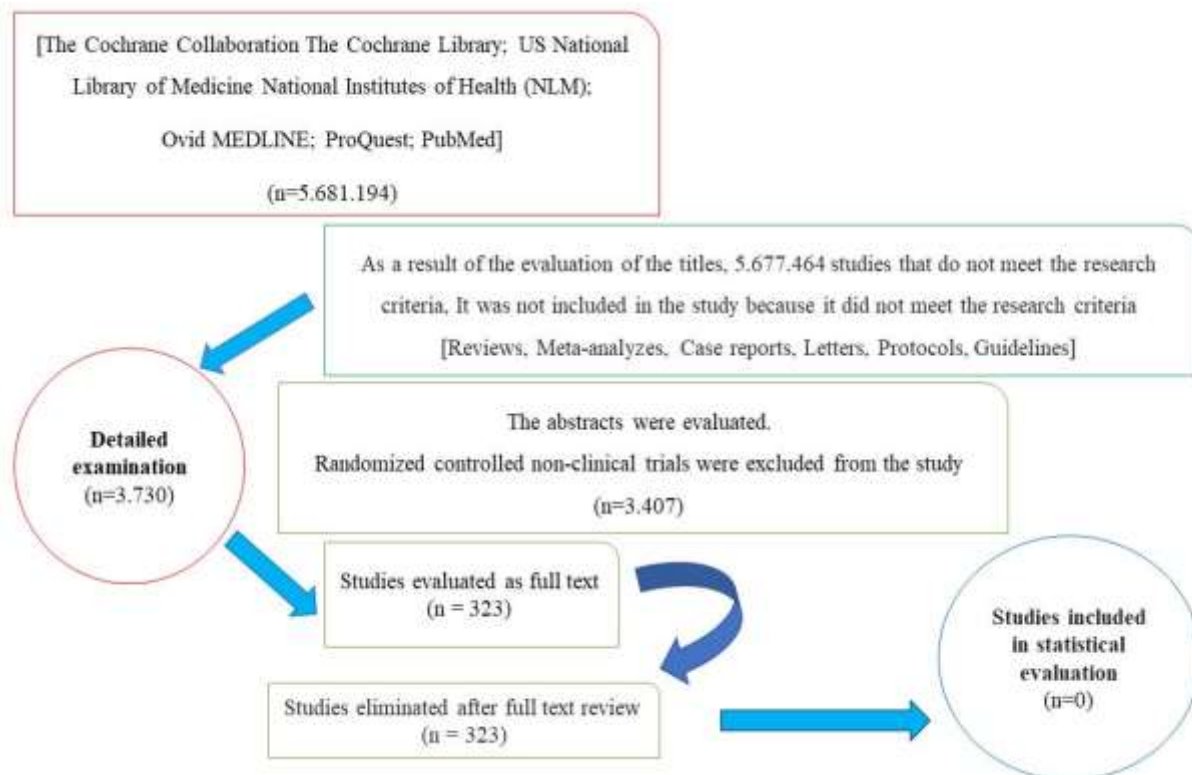 [The Cochrane Collaboration The Cochrane Library; US National
Library of Medicine National Institutes of Health (NLM);
Ovid MEDLINE; ProQuest; PubMed]
(n=5.681.194)
As a result of the evaluation of the titles, 5.677.464 studies that do not meet the research
criteria, It was not included in the study because it did not meet the research criteria
[Reviews, Meta-analyzes, Case reports, Letters, Protocols, Guidelines]
Detailed
examination
(n=3.730)
The abstracts were evaluated.
Randomized controlled non-clinical trials were excluded from the study
(n=3.407)
Studies evaluated as full text
(n = 323)
Studies eliminated after full text review
(n = 323)
Studies included
in statistical
evaluation
(n=0)